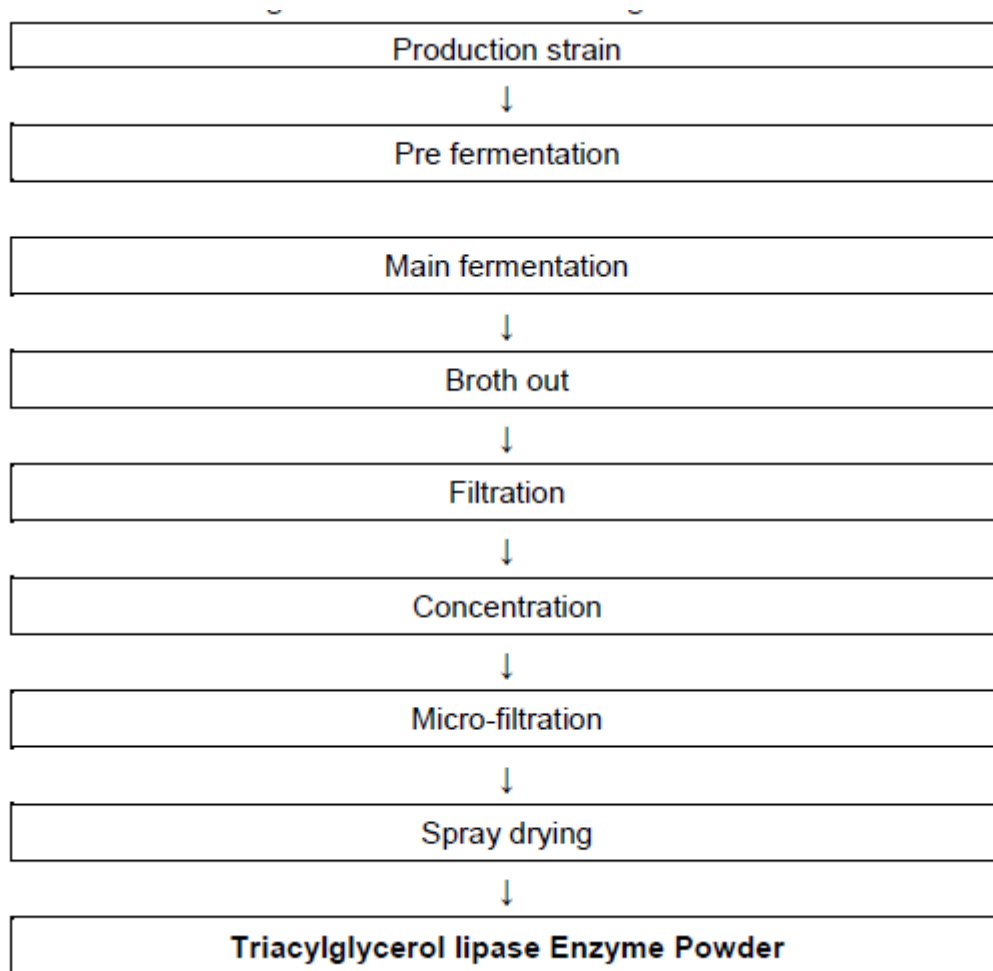 Production strain
↓
Pre fermentation
Main fermentation
↓
Broth out
↓
Filtration
↓
Concentration
↓
Micro-filtration
↓
Spray drying
↓
Triacylglycerol lipase Enzyme Powder